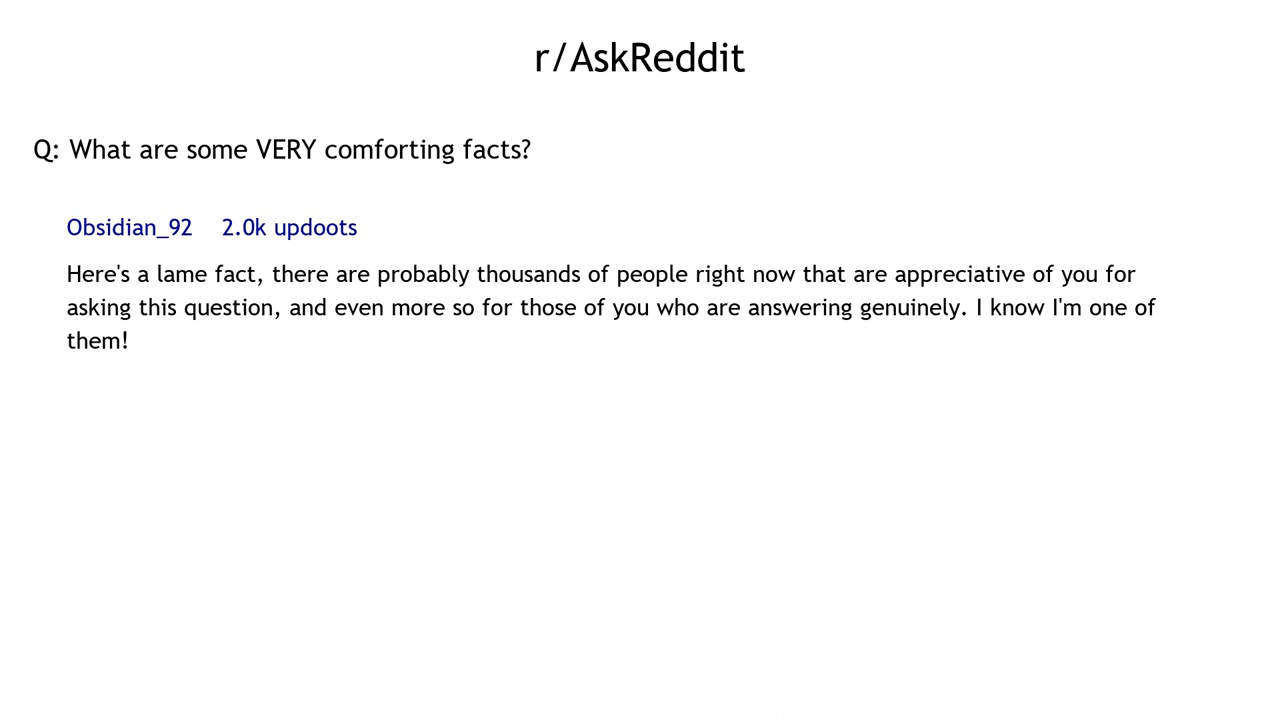 r/AskReddit
Q: What are some VERY comforting facts?
Obsidian_92 2.0k updoots
Here's a lame fact, there are probably thousands of people right now that are appreciative of you for
asking this question, and even more so for those of you who are answering genuinely. I know I'm one of
them!